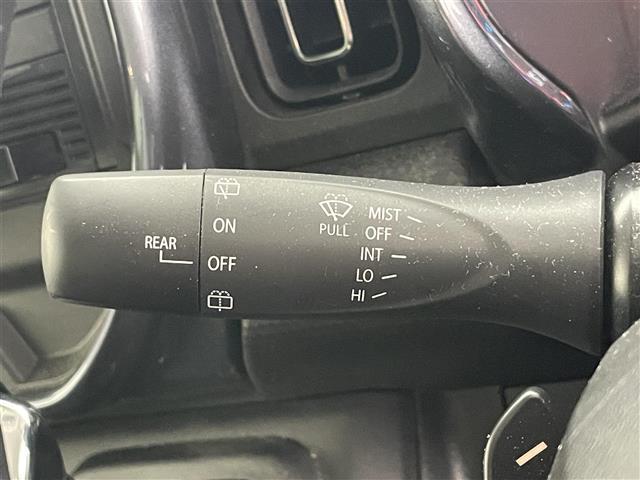 REAR
ON
OFF
PULL
MIST
OFF
INT
LO
HI